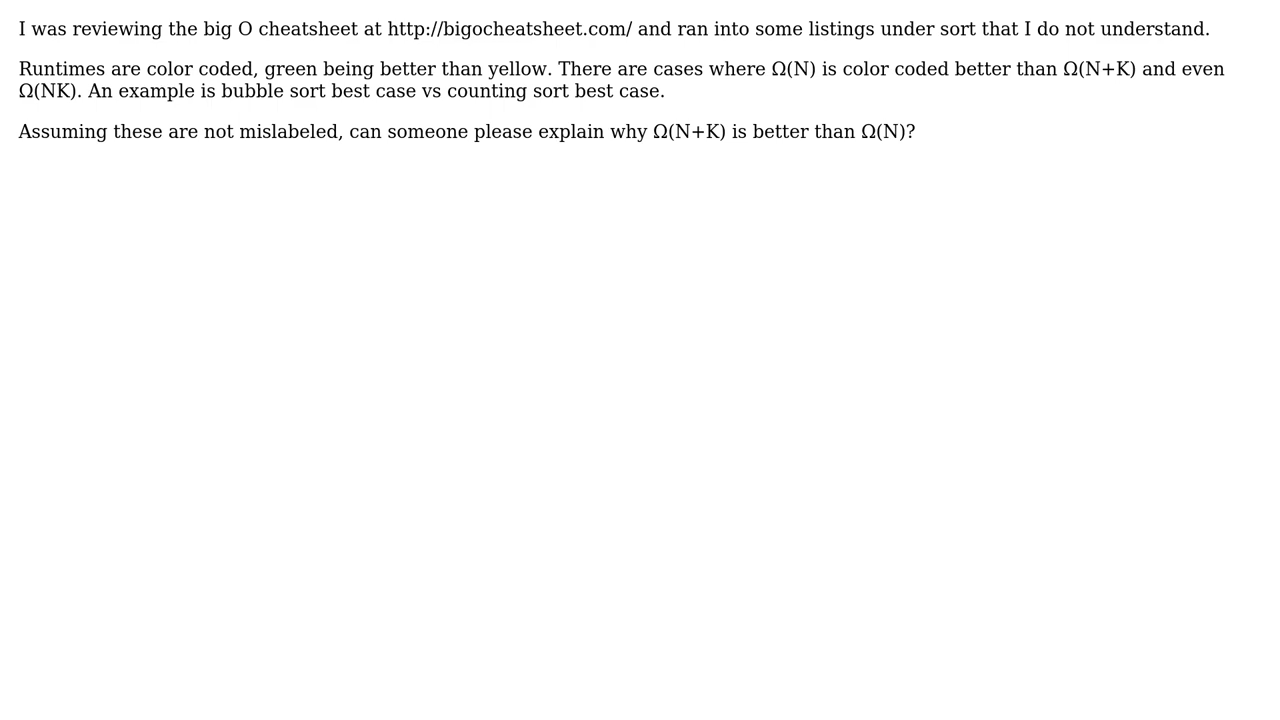 I was reviewing the big O cheatsheet at http://bigocheatsheet.com/ and ran into some listings under sort that I do not understand.
Runtimes are color coded, green being better than yellow. There are cases where Ω(N) is color coded better than Ω(N+K) and even
Ω(NK). An example is bubble sort best case vs counting sort best case.
Assuming these are not mislabeled, can someone please explain why Ω(N+K) is better than Ω(N)?